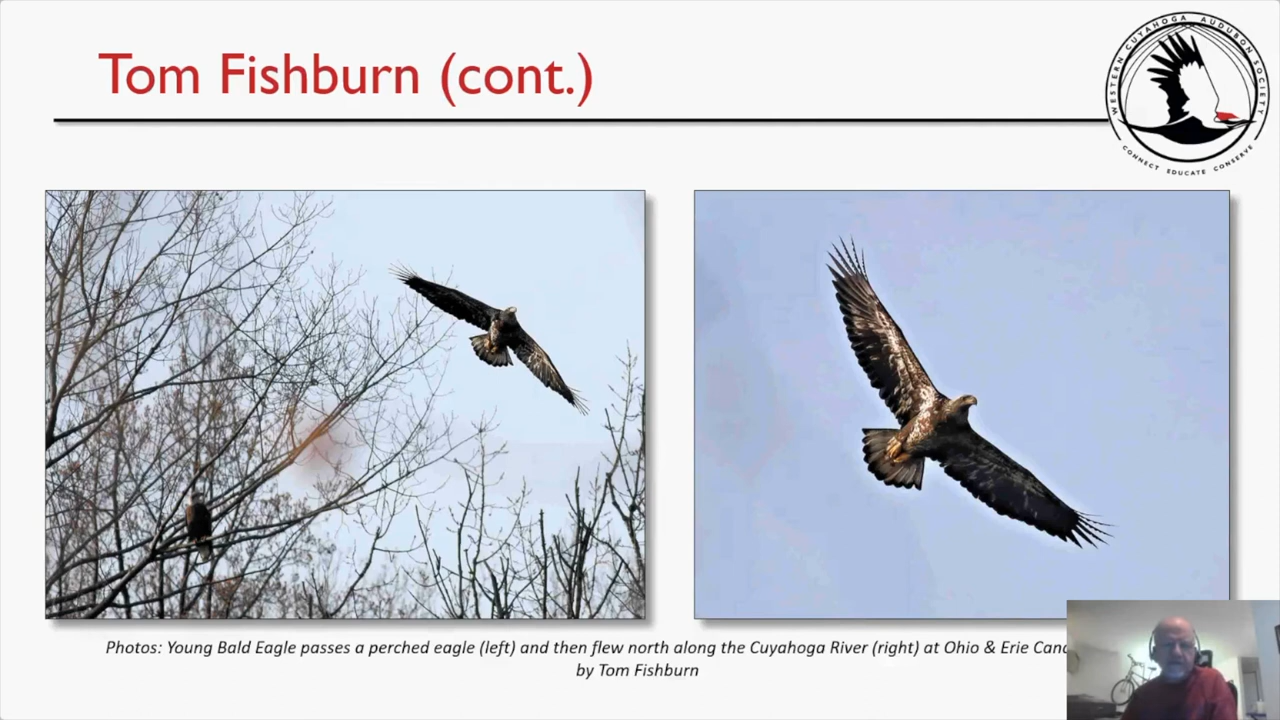 Tom Fishburn (cont.)
WESTERN CUYAHOGA AUDUBON SOCIETY
CONNECT EDUCATE CONSERVE
Photos: Young Bald Eagle passes a perched eagle (left) and then flew north along the Cuyahoga River (right) at Ohio & Erie
by Tom Fishburn